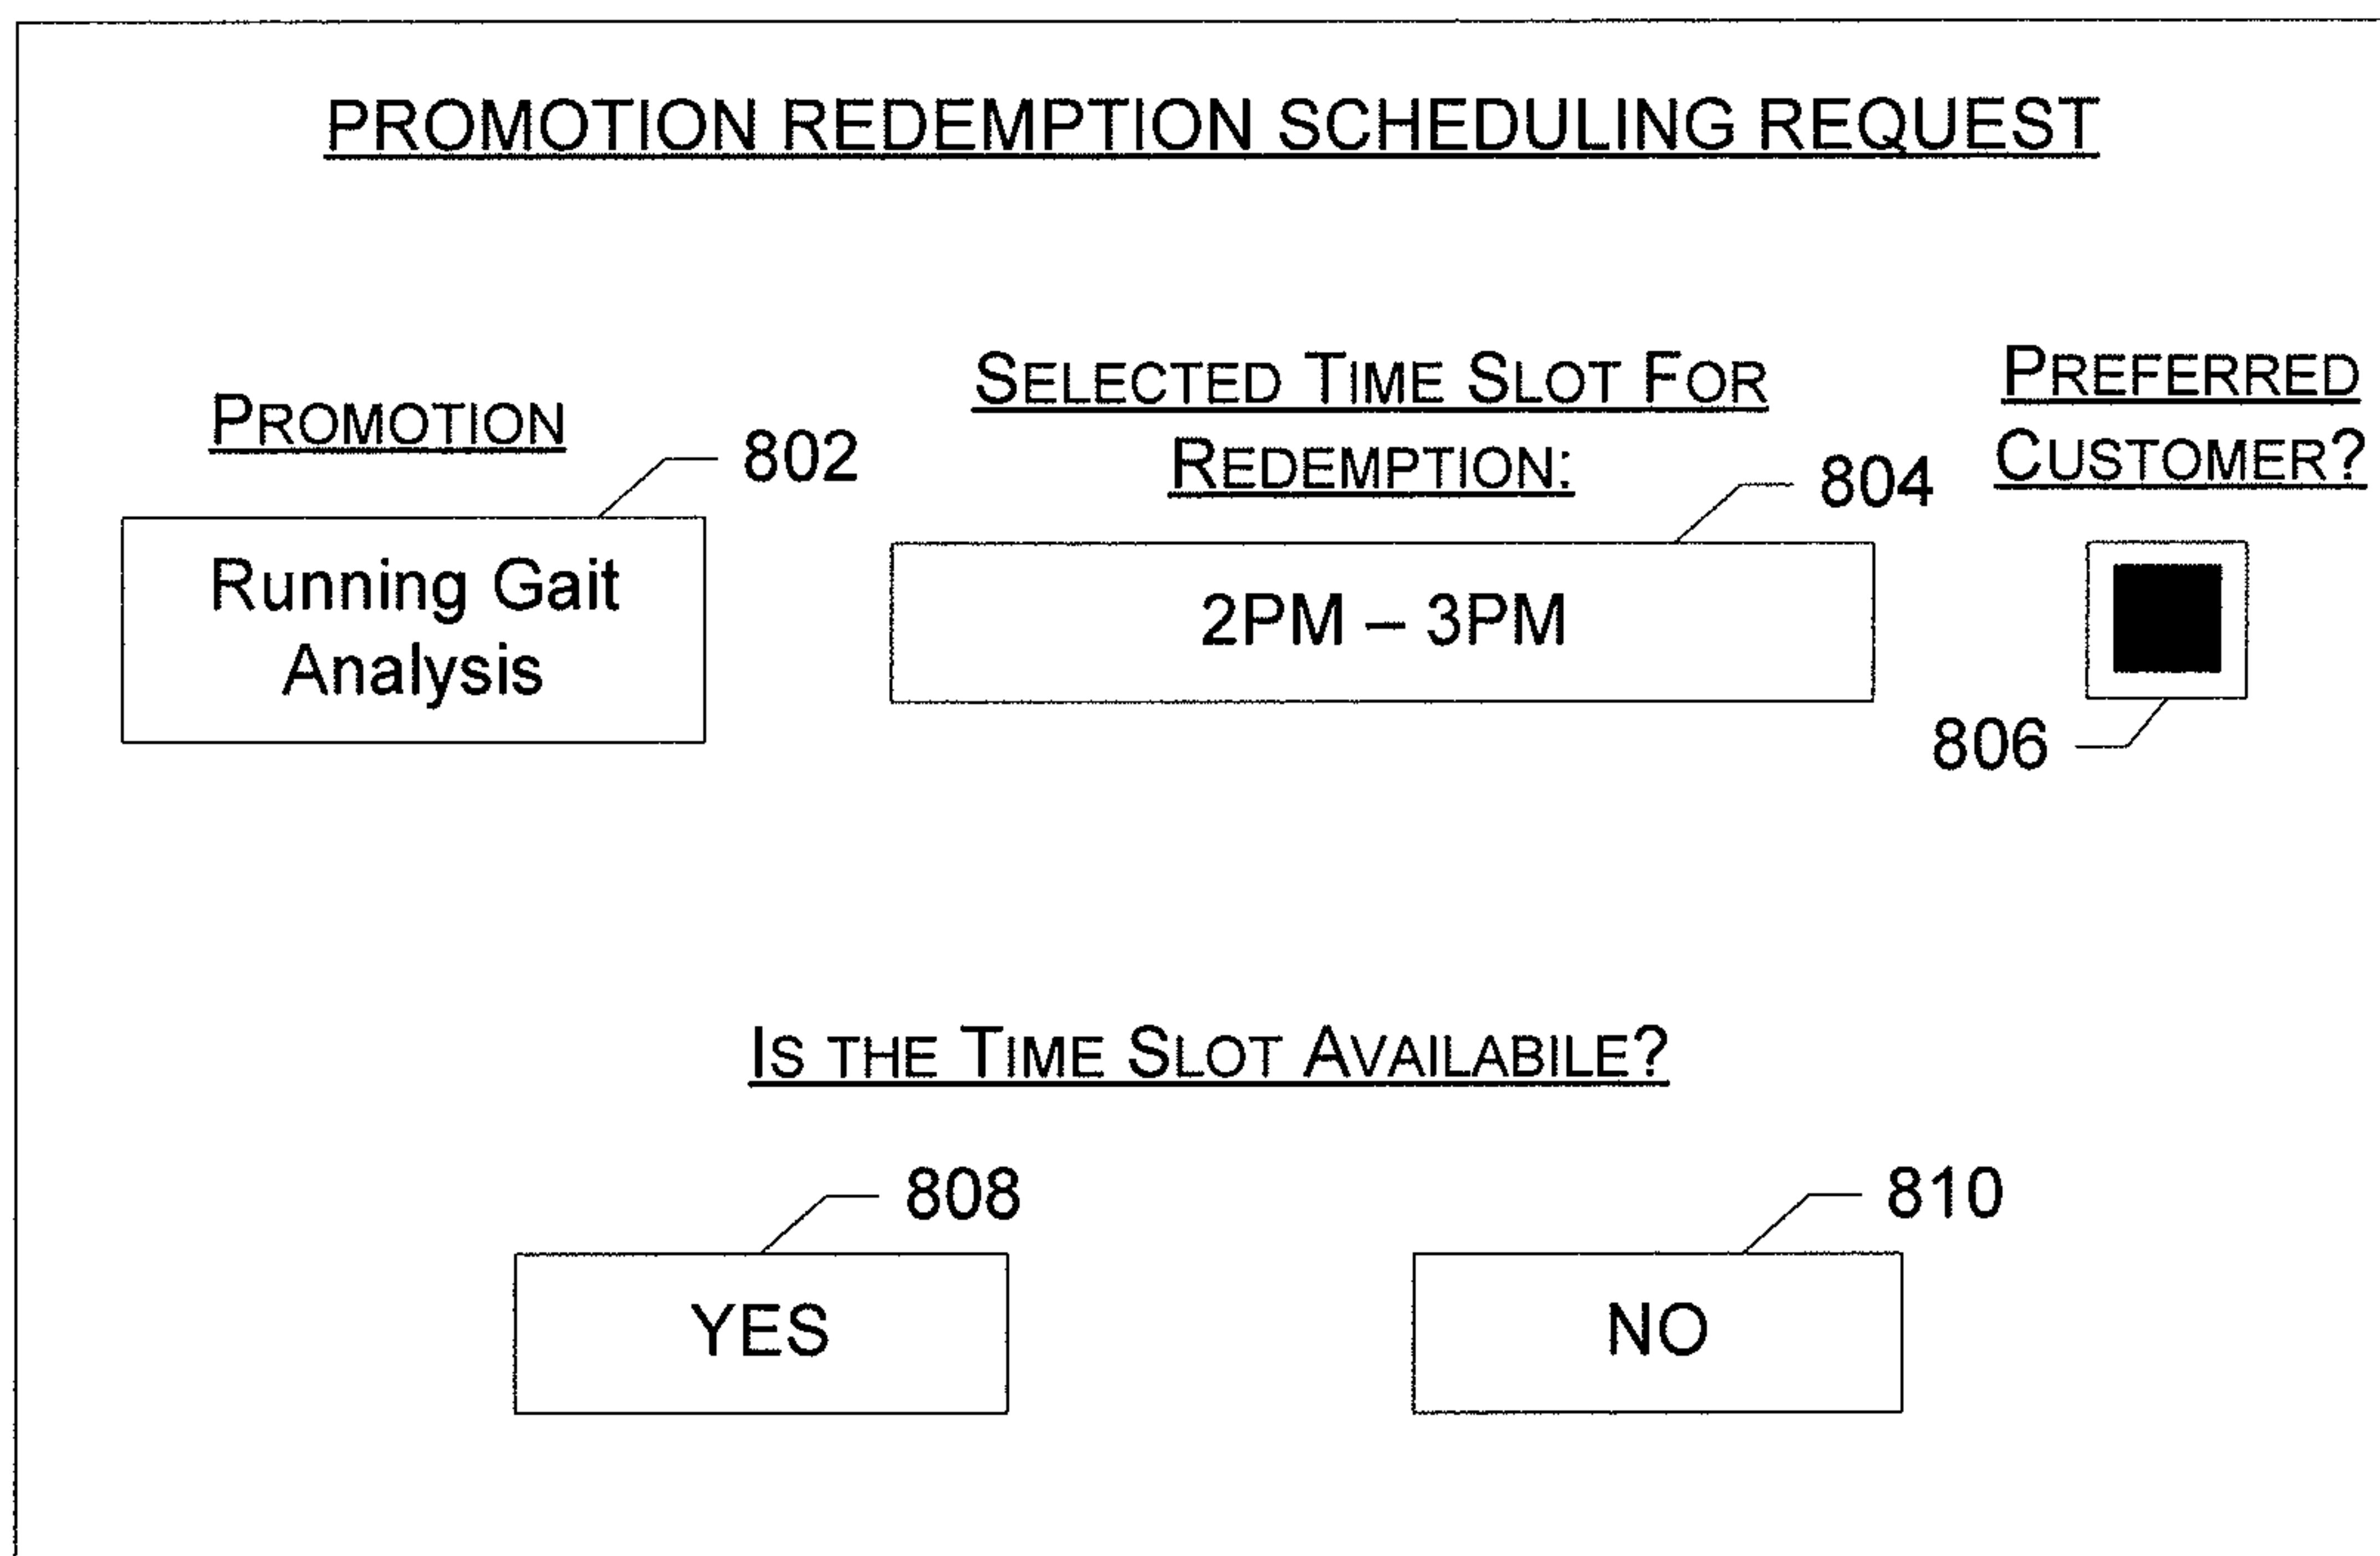 PROMOTION REDEMPTION SCHEDULING REQUEST
PROMOTION
802
Running Gait
Analysis
SELECTED TIME SLOT FOR
REDEMPTION:
804
2PM – 3PM
PREFERRED
CUSTOMER?
806
IS THE TIME SLOT AVAILABILE?
808
YES
810
NO